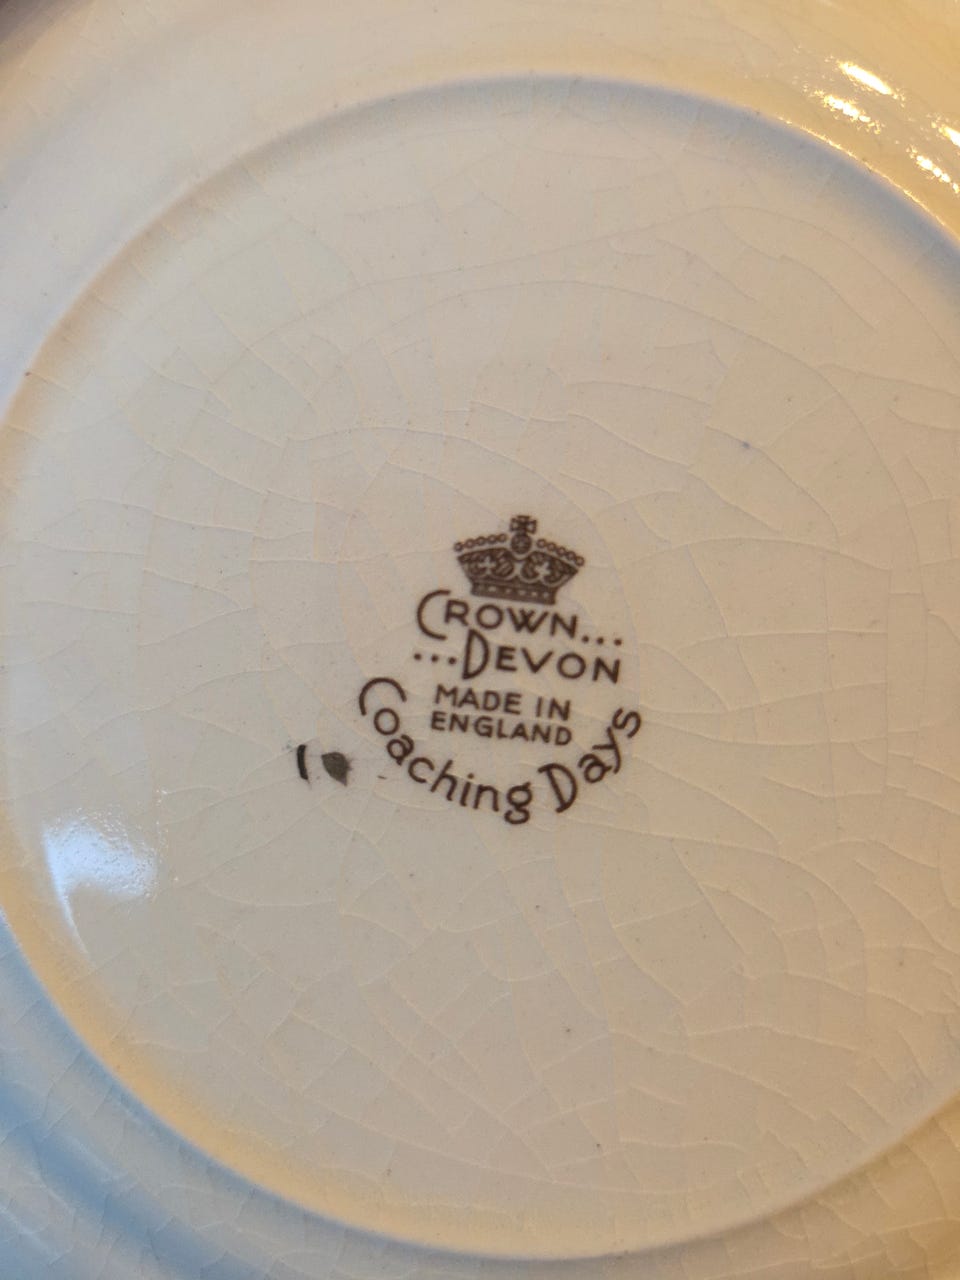 CROWN...
...DEVON
MADE IN
ENGLAND
Coaching Days